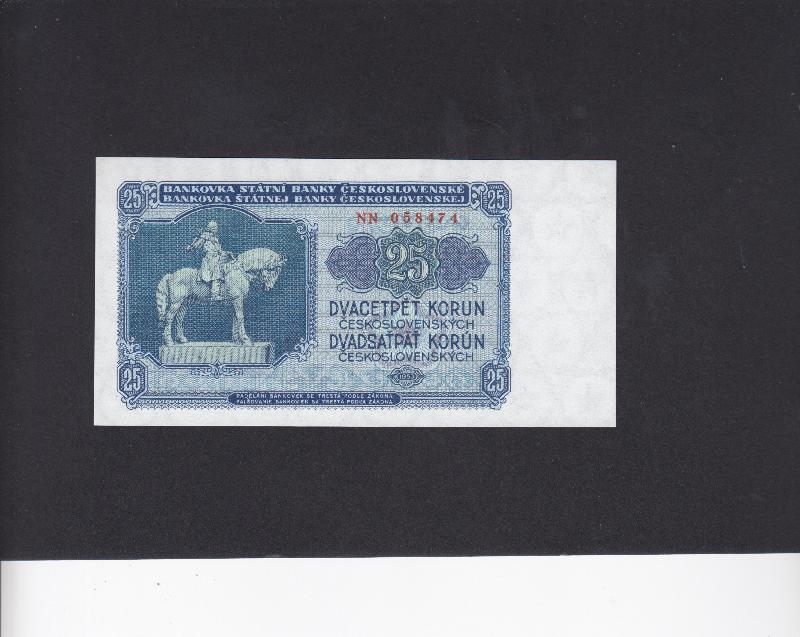 BANKOVKA STÁTNÍ BANKY ČESKOSLOVENSKÉ
BANKOVKA ŠTÁTNEJ BANKY ČESKOSLOVENSKEJ
25
25
NN 058474
25
DVACETPĚT KORUN
ČESKOSLOVENSKÝCH
DVADSAŤPÄŤ KORÚN
ČESKOSLOVENSKÝCH
25
25
PADĚLÁNÍ BANKOVEK SE TRESTÁ PODLE ZÁKONA
FALŠOVANIE BANKOVIEK SA TRESTÁ PODĽA ZÁKONA